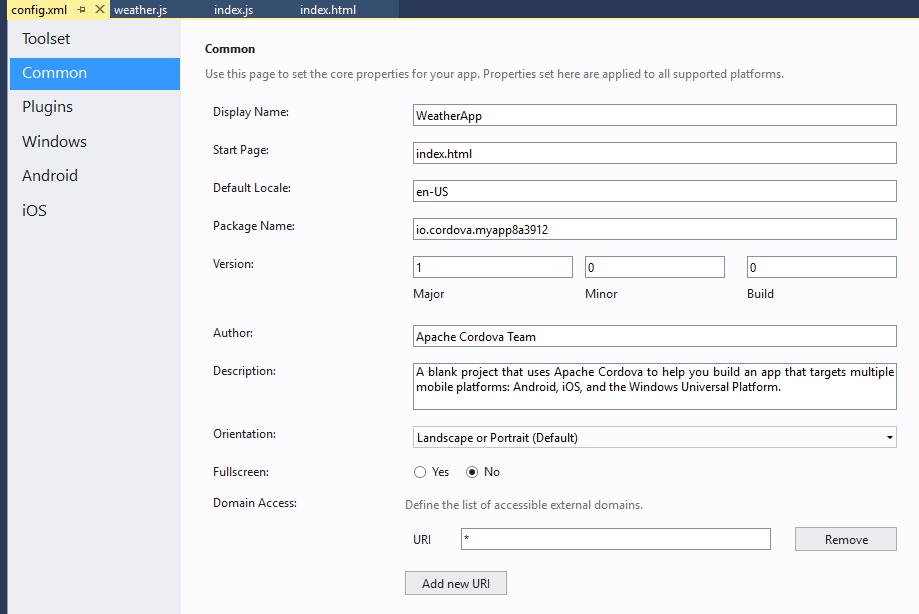 config.xml weather.js index.js index.html
Toolset
Common
Plugins
Windows
Android
iOS
Common
Use this page to set the core properties for your app. Properties set here are applied to all supported platforms.
Display Name: WeatherApp
Start Page: index.html
Default Locale: en-US
Package Name: io.cordova.myapp8a3912
Version: 1 0 0
Major Minor Build
Author: Apache Cordova Team
Description: A blank project that uses Apache Cordova to help you build an app that targets multiple
mobile platforms: Android, iOS, and the Windows Universal Platform.
Orientation: Landscape or Portrait (Default)
Fullscreen: Yes No
Domain Access: Define the list of accessible external domains.
URI * Remove
Add new URI